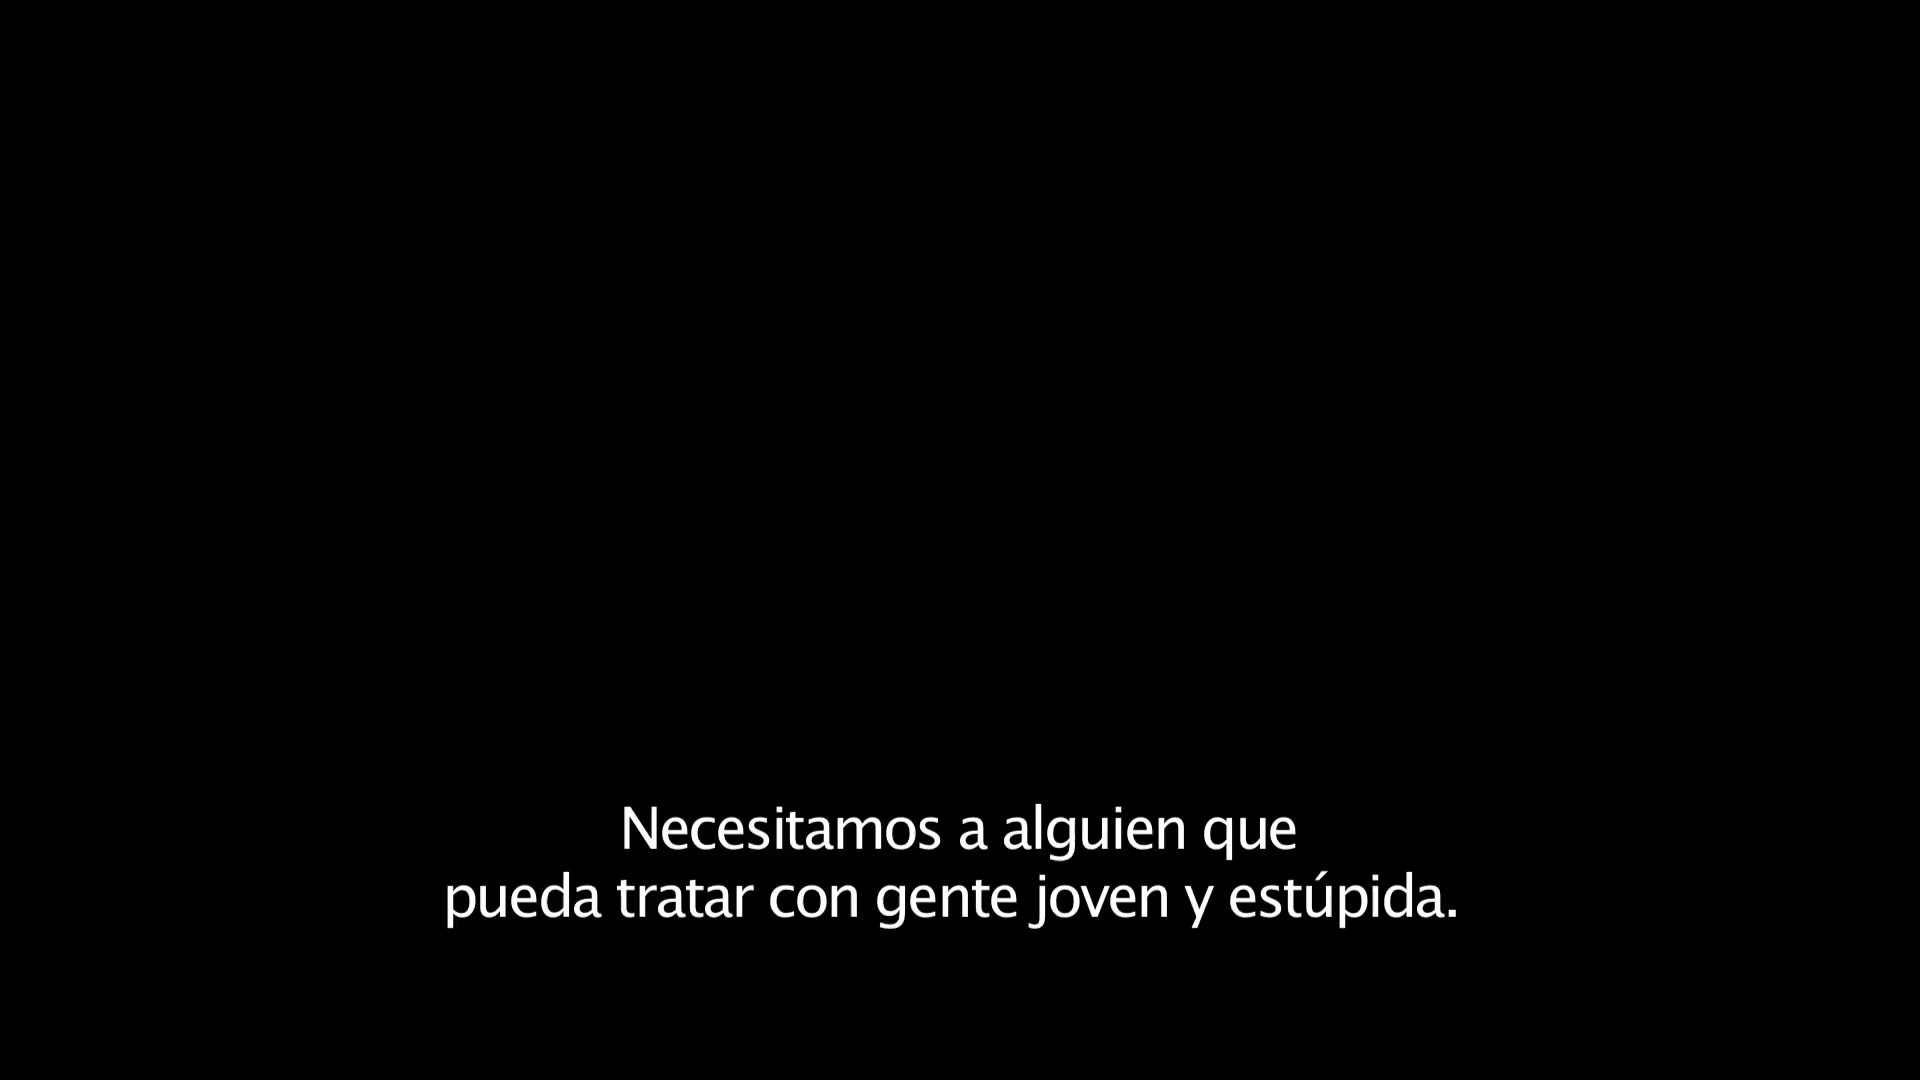 Necesitamos a alguien que
pueda tratar con gente joven y estúpida.